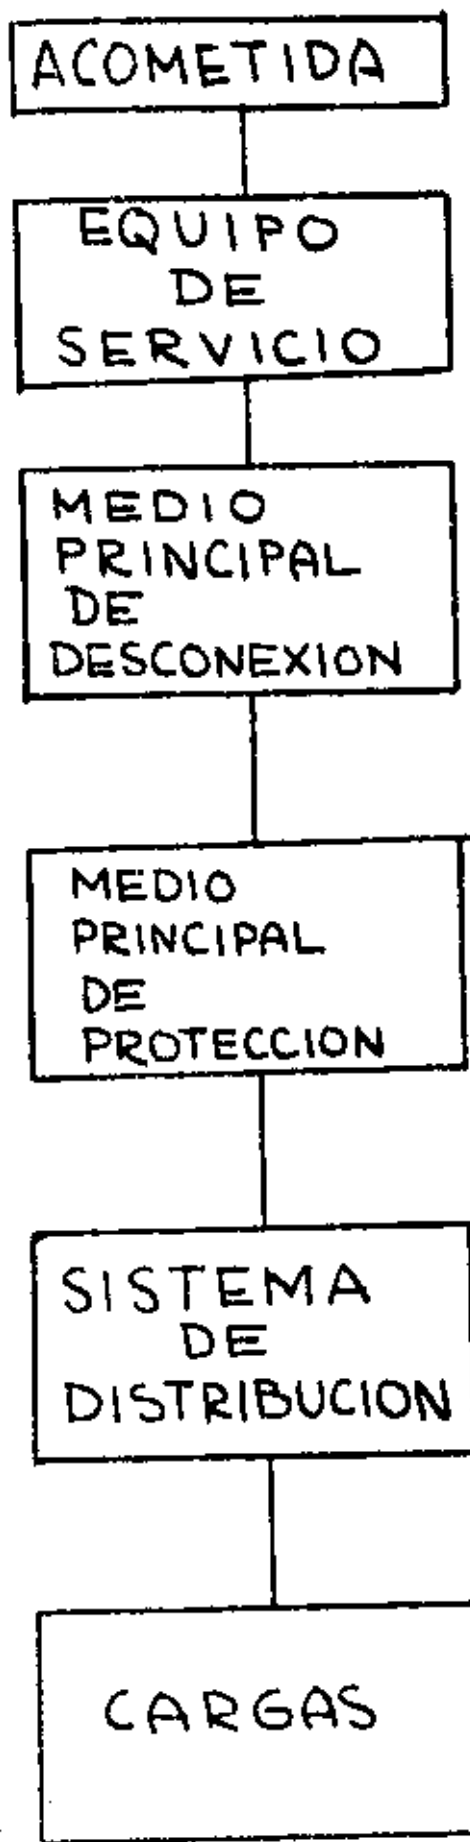 ACOMETIDA
EQUIPO
DE
SERVICIO
MEDIO
PRINCIPAL
DE
DESCONEXION
MEDIO
PRINCIPAL
DE
PROTECCION
SISTEMA
DE
DISTRIBUCION
CARGAS